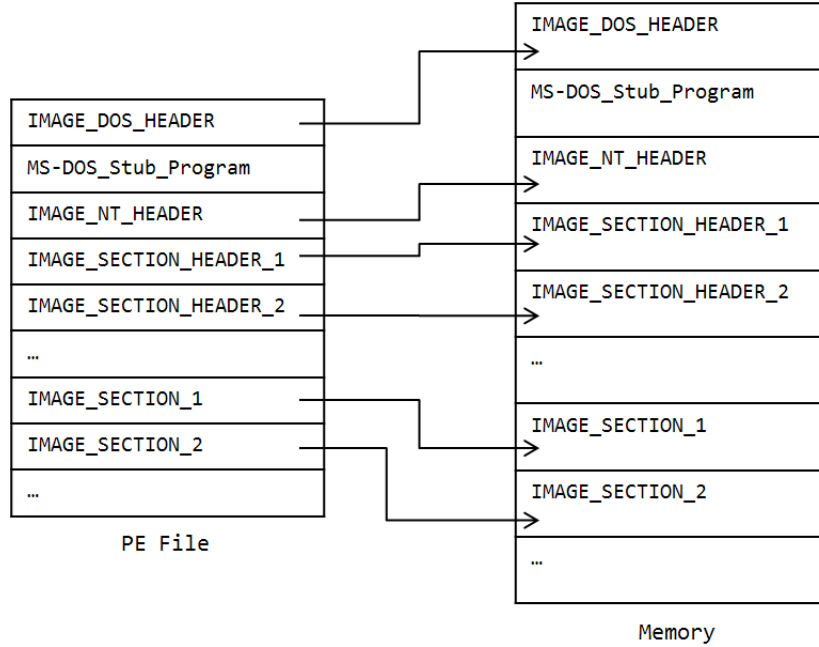 IMAGE_DOS_HEADER
MS-DOS_Stub_Program
IMAGE_NT_HEADER
IMAGE_SECTION_HEADER_1
IMAGE_SECTION_HEADER_2
…
IMAGE_SECTION_1
IMAGE_SECTION_2
…
PE File
IMAGE_DOS_HEADER
MS-DOS_Stub_Program
IMAGE_NT_HEADER
IMAGE_SECTION_HEADER_1
IMAGE_SECTION_HEADER_2
…
IMAGE_SECTION_1
IMAGE_SECTION_2
…
Memory